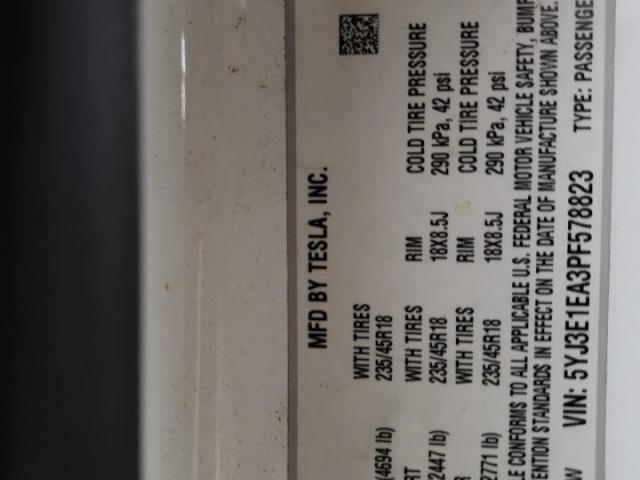 MFD BY TESLA, INC.
(4694 lb) WITH TIRES RIM COLD TIRE PRESSURE
235/45R18 18X8.5J 290 kPa, 42 psi
RT WITH TIRES RIM COLD TIRE PRESSURE
2447 lb) 235/45R18 18X8.5J 290 kPa, 42 psi
R WITH TIRES
2771 lb) 235/45R18
LE CONFORMS TO ALL APPLICABLE U.S. FEDERAL MOTOR VEHICLE SAFETY, BUMP
ENTION STANDARDS IN EFFECT ON THE DATE OF MANUFACTURE SHOWN ABOVE.
W VIN: 5YJ3E1EA3PF578823 TYPE: PASSENGE